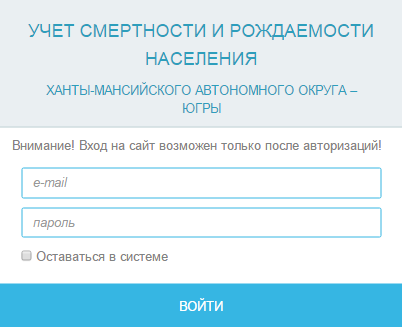 УЧЕТ СМЕРТНОСТИ И РОЖДАЕМОСТИ
НАСЕЛЕНИЯ
ХАНТЫ-МАНСИЙСКОГО АВТОНОМНОГО ОКРУГА –
ЮГРЫ
Внимание! Вход на сайт возможен только после авторизаций!
e-mail
пароль
Оставаться в системе
ВОЙТИ